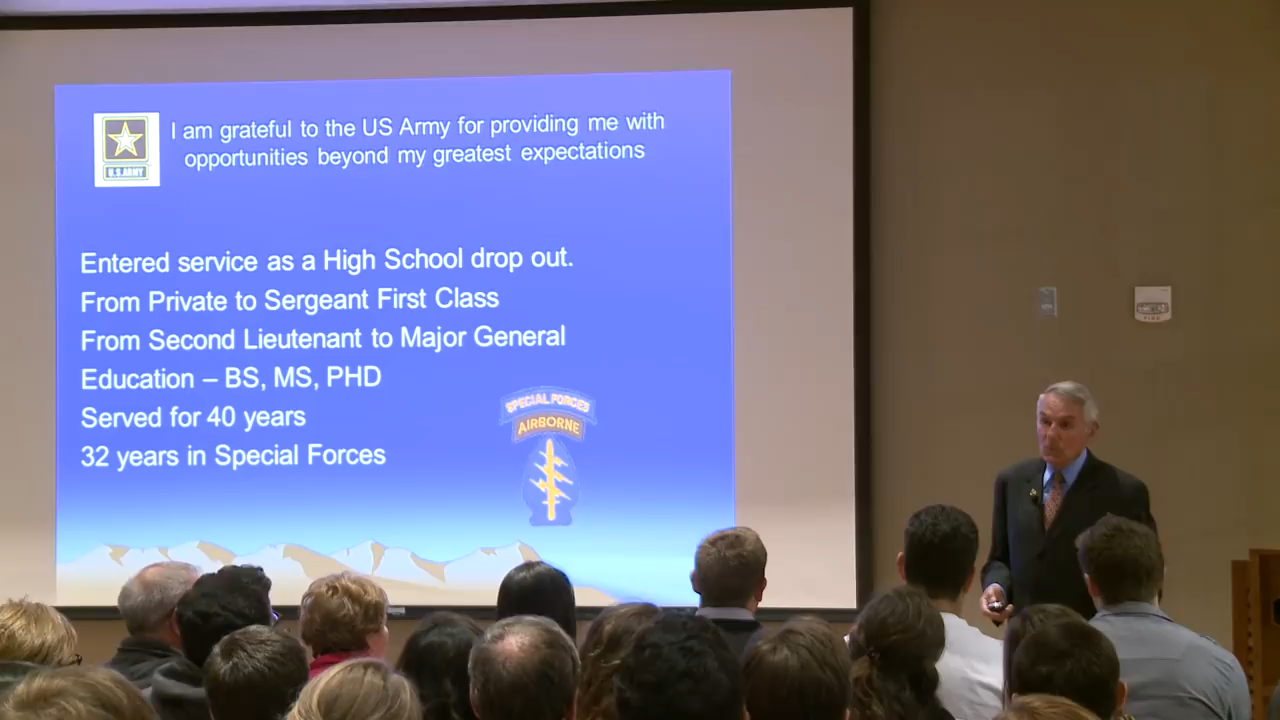 I am grateful to the US Army for providing me with
opportunities beyond my greatest expectations
U.S.ARMY
Entered service as a High School drop out.
From Private to Sergeant First Class
From Second Lieutenant to Major General
Education – BS, MS, PHD
Served for 40 years
32 years in Special Forces
SPECIAL FORCES
AIRBORNE
FIRE